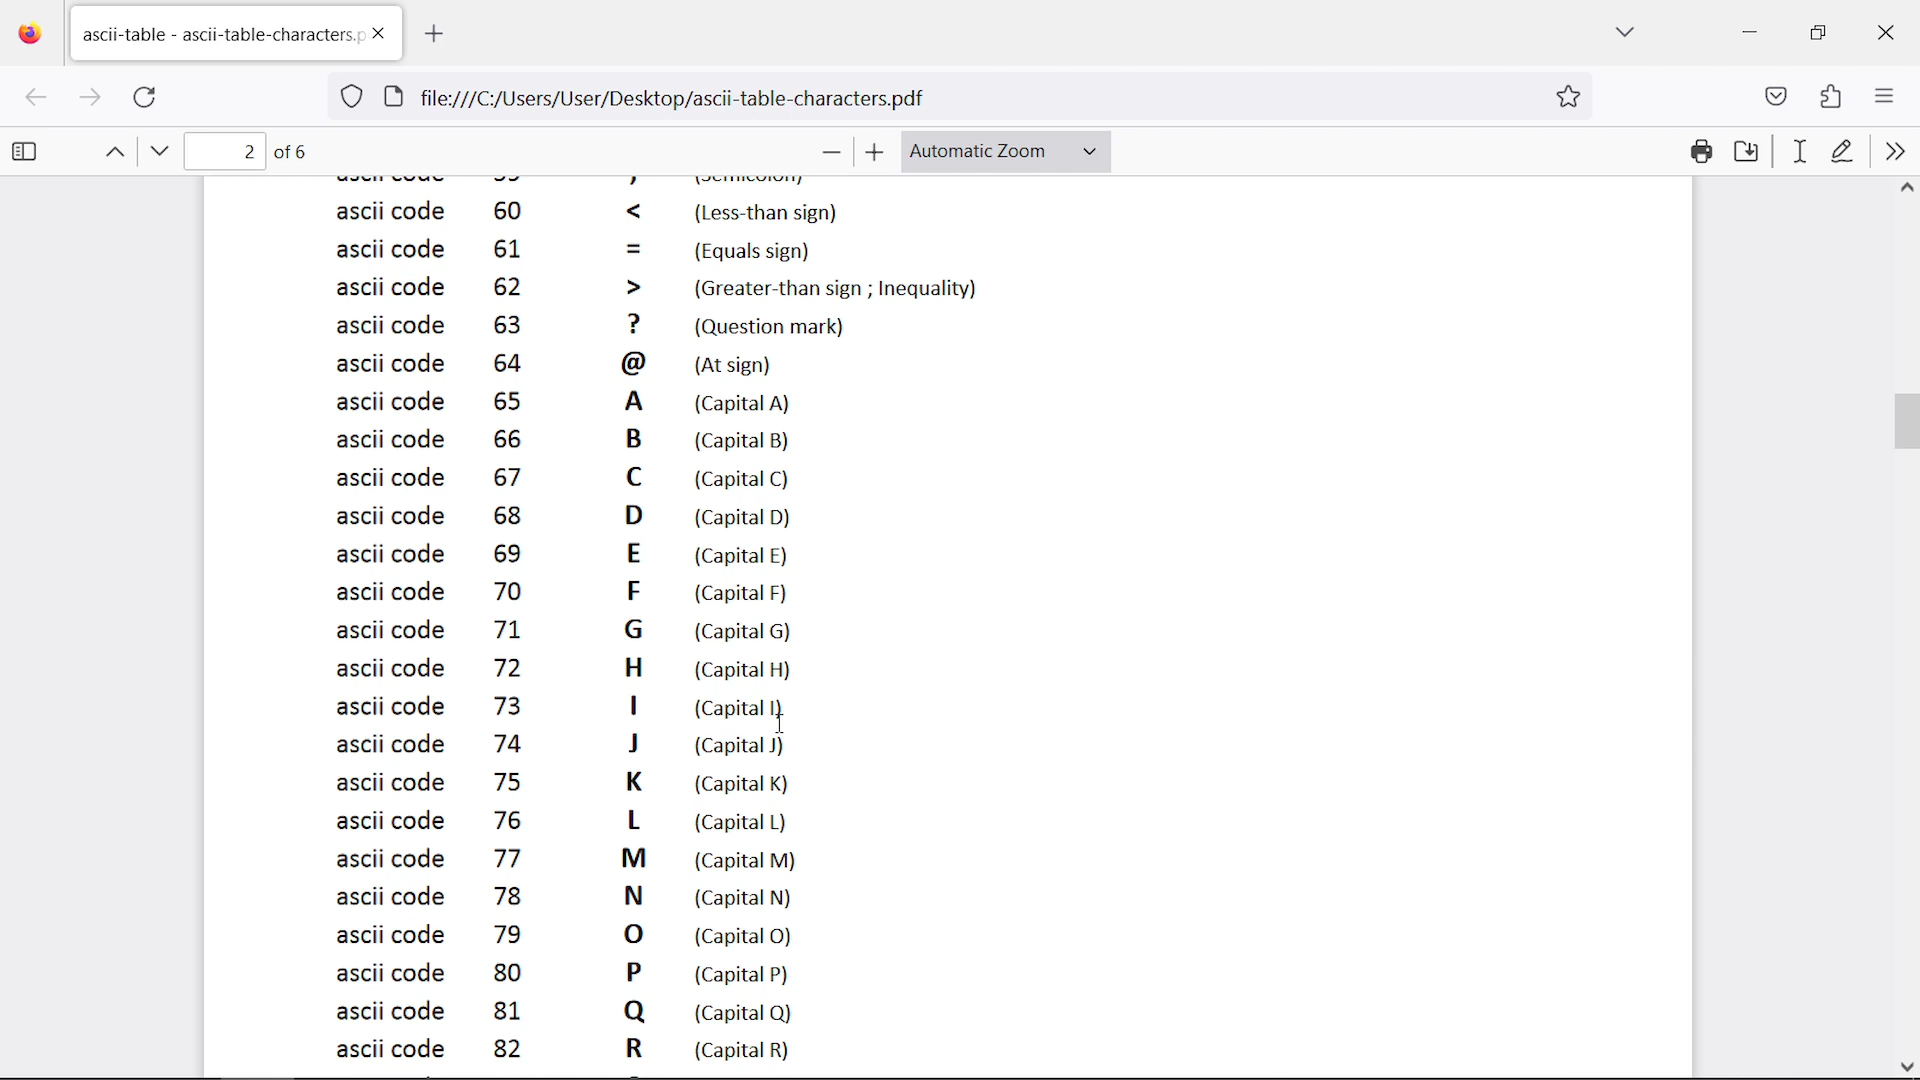 ascii-table - ascii-table-characters.p
file:///C:/Users/User/Desktop/ascii-table-characters.pdf
2 of 6
Automatic Zoom
ascii code 59 ; (Semicolon)
ascii code 60 < (Less-than sign)
ascii code 61 = (Equals sign)
ascii code 62 > (Greater-than sign ; Inequality)
ascii code 63 ? (Question mark)
ascii code 64 @ (At sign)
ascii code 65 A (Capital A)
ascii code 66 B (Capital B)
ascii code 67 C (Capital C)
ascii code 68 D (Capital D)
ascii code 69 E (Capital E)
ascii code 70 F (Capital F)
ascii code 71 G (Capital G)
ascii code 72 H (Capital H)
ascii code 73 I (Capital I)
ascii code 74 J (Capital J)
ascii code 75 K (Capital K)
ascii code 76 L (Capital L)
ascii code 77 M (Capital M)
ascii code 78 N (Capital N)
ascii code 79 O (Capital O)
ascii code 80 P (Capital P)
ascii code 81 Q (Capital Q)
ascii code 82 R (Capital R)